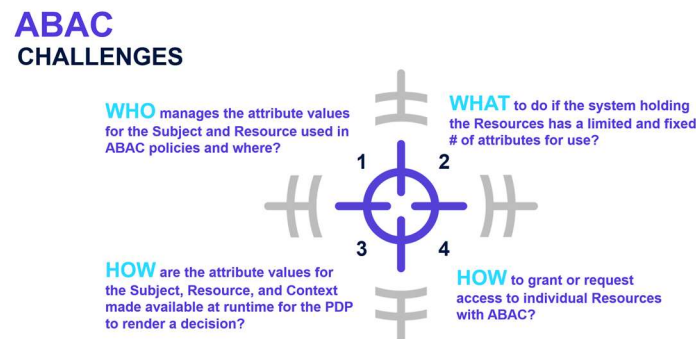 ABAC
CHALLENGES
WHO manages the attribute values
for the Subject and Resource used in
ABAC policies and where?
WHAT to do if the system holding
the Resources has a limited and fixed
# of attributes for use?
1
2
3
4
HOW are the attribute values for
the Subject, Resource, and Context
made available at runtime for the PDP
to render a decision?
HOW to grant or request
access to individual Resources
with ABAC?